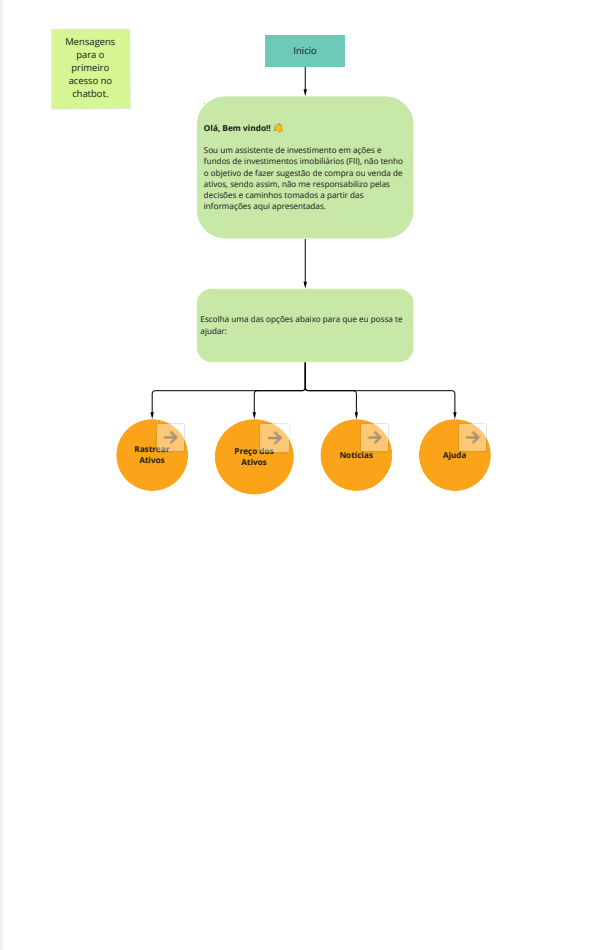 Mensagens
para o
primeiro
acesso no
chatbot.
Inicio
Olá, Bem vindo!! 👋
Sou um assistente de investimento em ações e
fundos de investimentos imobiliários (FII), não tenho
o objetivo de fazer sugestão de compra ou venda de
ativos, sendo assim, não me responsabilizo pelas
decisões e caminhos tomados a partir das
informações aqui apresentadas.
Escolha uma das opções abaixo para que eu possa te
ajudar:
Rastrear
Ativos
Preço dos
Ativos
Notícias
Ajuda